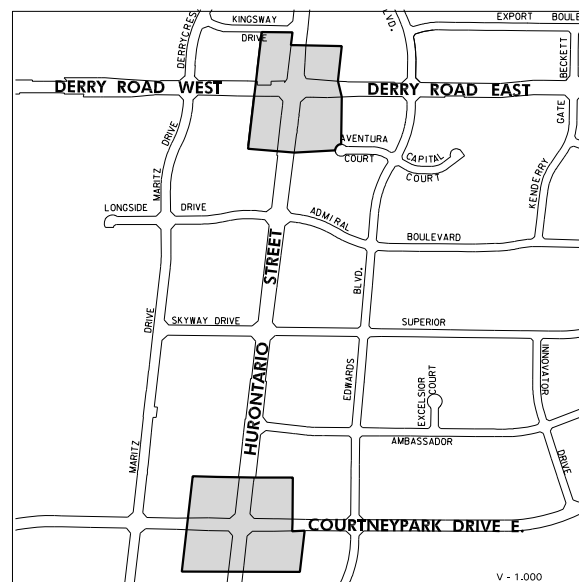 KINGSWAY
DRIVE
DERRYCRES
BLVD.
EXPORT BOULE
BECKETT
DERRY ROAD WEST
DERRY ROAD EAST
GATE
DRIVE
AVENTURA
COURT
CAPITAL
COURT
MARITZ
KENDERRY
LONGSIDE DRIVE
ADMIRAL
BOULEVARD
STREET
BLVD.
DRIVE
SKYWAY DRIVE
SUPERIOR
HURONTARIO
EDWARDS
EXCELSIOR
COURT
INNOVATOR
MARITZ
AMBASSADOR
DRIVE
COURTNEYPARK DRIVE E.
V - 1.000